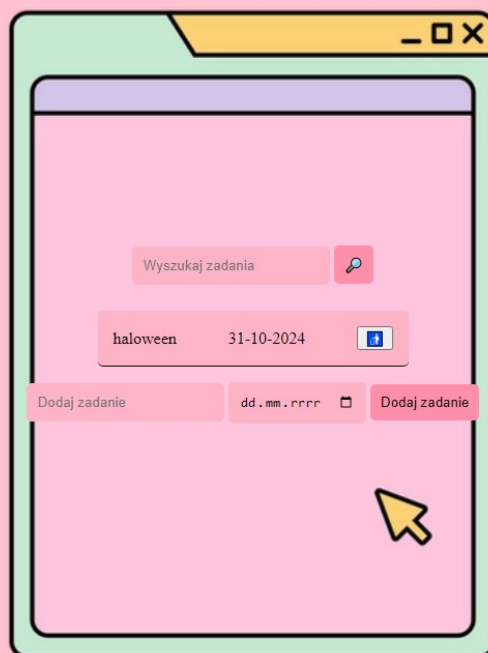 Wyszukaj zadania
haloween 31-10-2024
Dodaj zadanie dd.mm.rrrr Dodaj zadanie